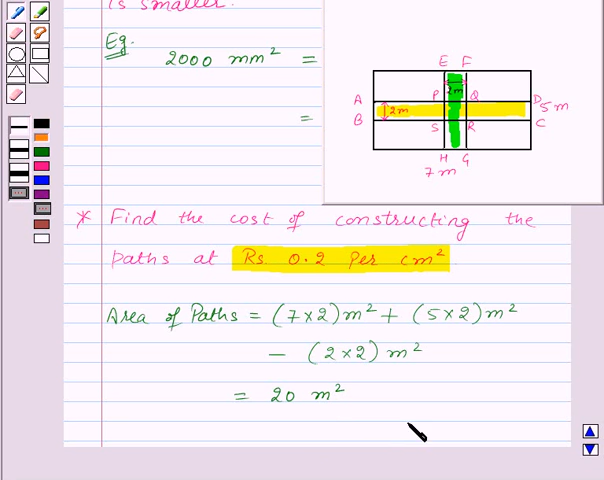 is smaller.
Eg.
2000 mm² =
=
E F
2m
A P Q D
2m
5m
B S R C
H G
7m
* Find the cost of constructing the
paths at Rs. 0.2 per cm²
Area of Paths = (7×2)m² + (5×2)m²
- (2×2) m²
= 20 m²